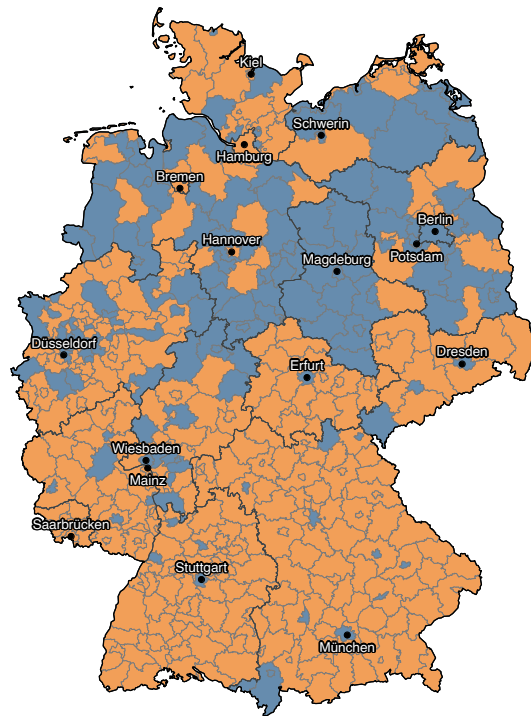 Kiel
Schwerin
Hamburg
Bremen
Berlin
Hannover
Potsdam
Magdeburg
Düsseldorf
Dresden
Erfurt
Wiesbaden
Mainz
Saarbrücken
Stuttgart
München